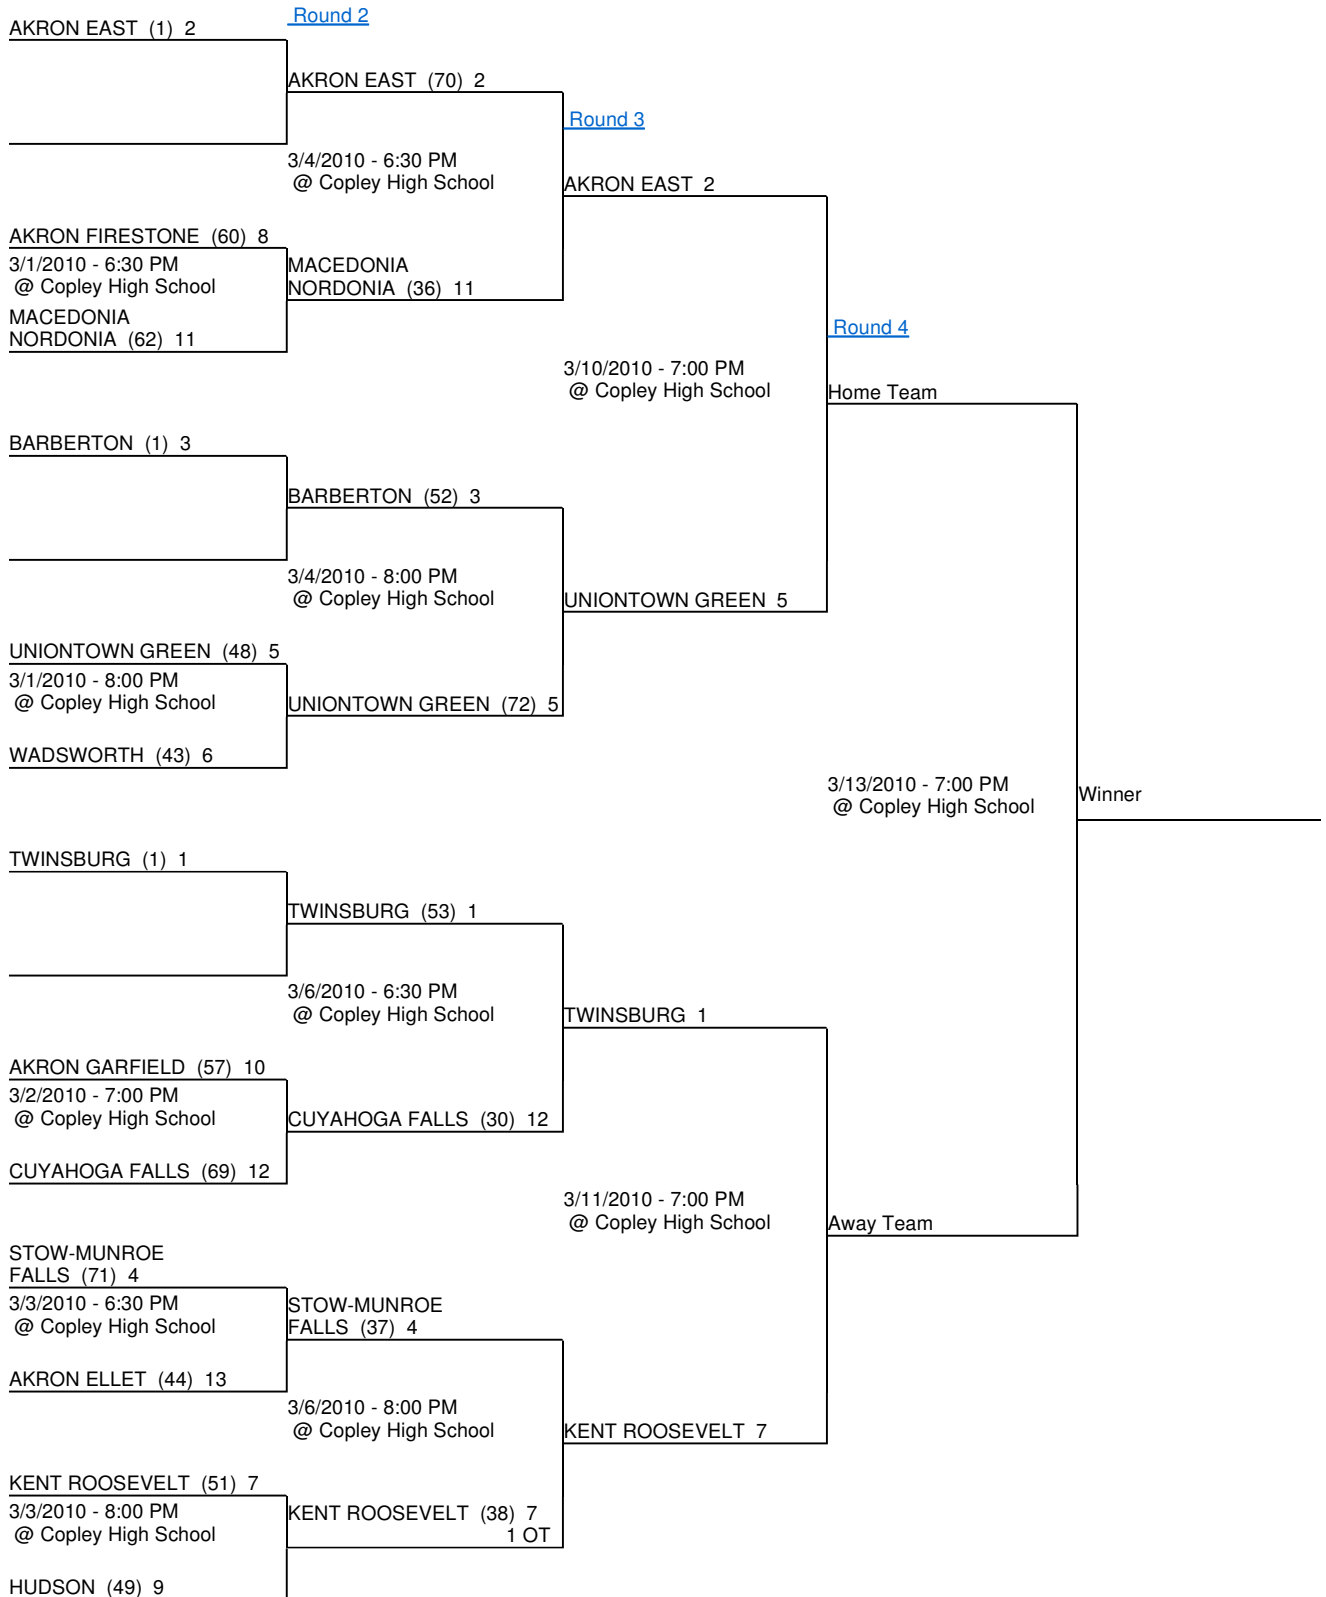 Round 2
AKRON EAST (1) 2
AKRON EAST (70) 2
Round 3
3/4/2010 - 6:30 PM
@ Copley High School
AKRON EAST 2
AKRON FIRESTONE (60) 8
3/1/2010 - 6:30 PM
@ Copley High School
MACEDONIA
NORDONIA (36) 11
MACEDONIA
NORDONIA (62) 11
Round 4
3/10/2010 - 7:00 PM
@ Copley High School
Home Team
BARBERTON (1) 3
BARBERTON (52) 3
3/4/2010 - 8:00 PM
@ Copley High School
UNIONTOWN GREEN 5
UNIONTOWN GREEN (48) 5
3/1/2010 - 8:00 PM
@ Copley High School
UNIONTOWN GREEN (72) 5
WADSWORTH (43) 6
3/13/2010 - 7:00 PM
@ Copley High School
Winner
TWINSBURG (1) 1
TWINSBURG (53) 1
3/6/2010 - 6:30 PM
@ Copley High School
TWINSBURG 1
AKRON GARFIELD (57) 10
3/2/2010 - 7:00 PM
@ Copley High School
CUYAHOGA FALLS (30) 12
CUYAHOGA FALLS (69) 12
3/11/2010 - 7:00 PM
@ Copley High School
Away Team
STOW-MUNROE
FALLS (71) 4
3/3/2010 - 6:30 PM
@ Copley High School
STOW-MUNROE
FALLS (37) 4
AKRON ELLET (44) 13
3/6/2010 - 8:00 PM
@ Copley High School
KENT ROOSEVELT 7
KENT ROOSEVELT (51) 7
3/3/2010 - 8:00 PM
@ Copley High School
KENT ROOSEVELT (38) 7
1 OT
HUDSON (49) 9